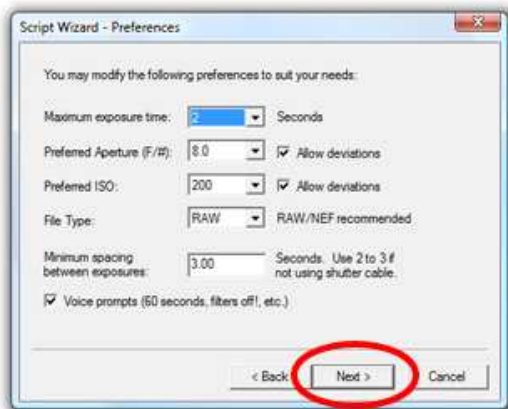 Script Wizard - Preferences
You may modify the following preferences to suit your needs:
Maximum exposure time: 2 Seconds
Preferred Aperture (F/#): 8.0 Allow deviations
Preferred ISO: 200 Allow deviations
File Type: RAW RAW/NEF recommended
Minimum spacing
between exposures: 3.00 Seconds. Use 2 to 3 if
not using shutter cable.
Voice prompts (60 seconds, filters off!, etc.)
< Back Next > Cancel